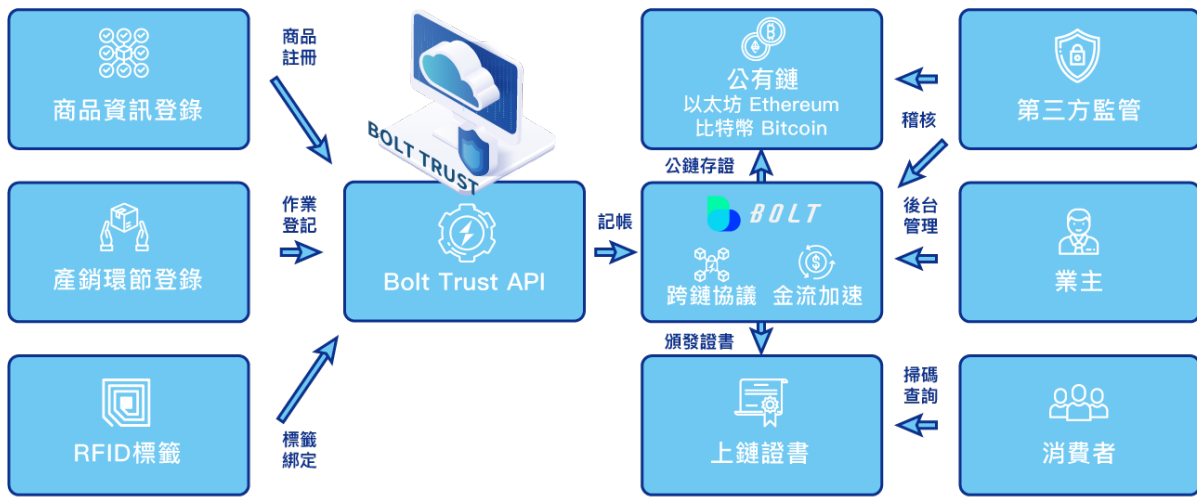 商品資訊登錄
商品
註冊
BOLT TRUST
公有鏈
以太坊 Ethereum
比特幣 Bitcoin
稽核
第三方監管
公鏈存證
產銷環節登錄
作業
登記
Bolt Trust API
記帳
BOLT
跨鏈協議
金流加速
後台
管理
業主
頒發證書
RFID標籤
標籤
綁定
上鏈證書
掃碼
查詢
消費者